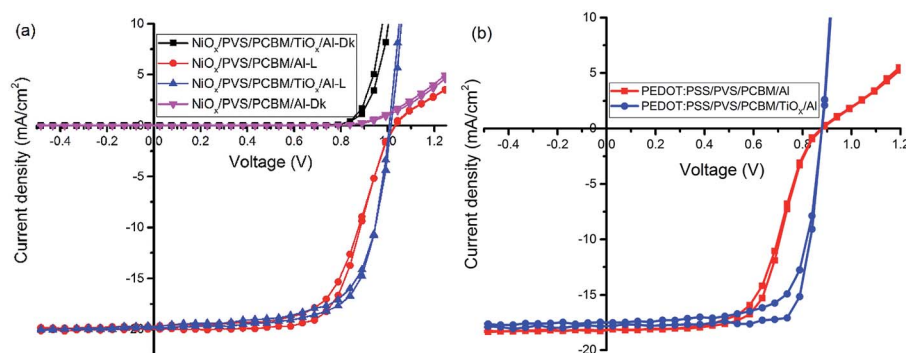 (a)
NiOx/PVS/PCBM/TiOx/Al-Dk
NiOx/PVS/PCBM/Al-L
NiOx/PVS/PCBM/TiOx/Al-L
NiOx/PVS/PCBM/Al-Dk
Current density (mA/cm²)
10
5
0
-5
-10
-15
-20
-0.4 -0.2 0.0 0.2 0.4 0.6 0.8 1.0 1.2
Voltage (V)
(b)
PEDOT:PSS/PVS/PCBM/Al
PEDOT:PSS/PVS/PCBM/TiOx/Al
Current density (mA/cm²)
10
5
0
-5
-10
-15
-20
-0.4 -0.2 0.0 0.2 0.4 0.6 0.8 1.0 1.2
Voltage (V)